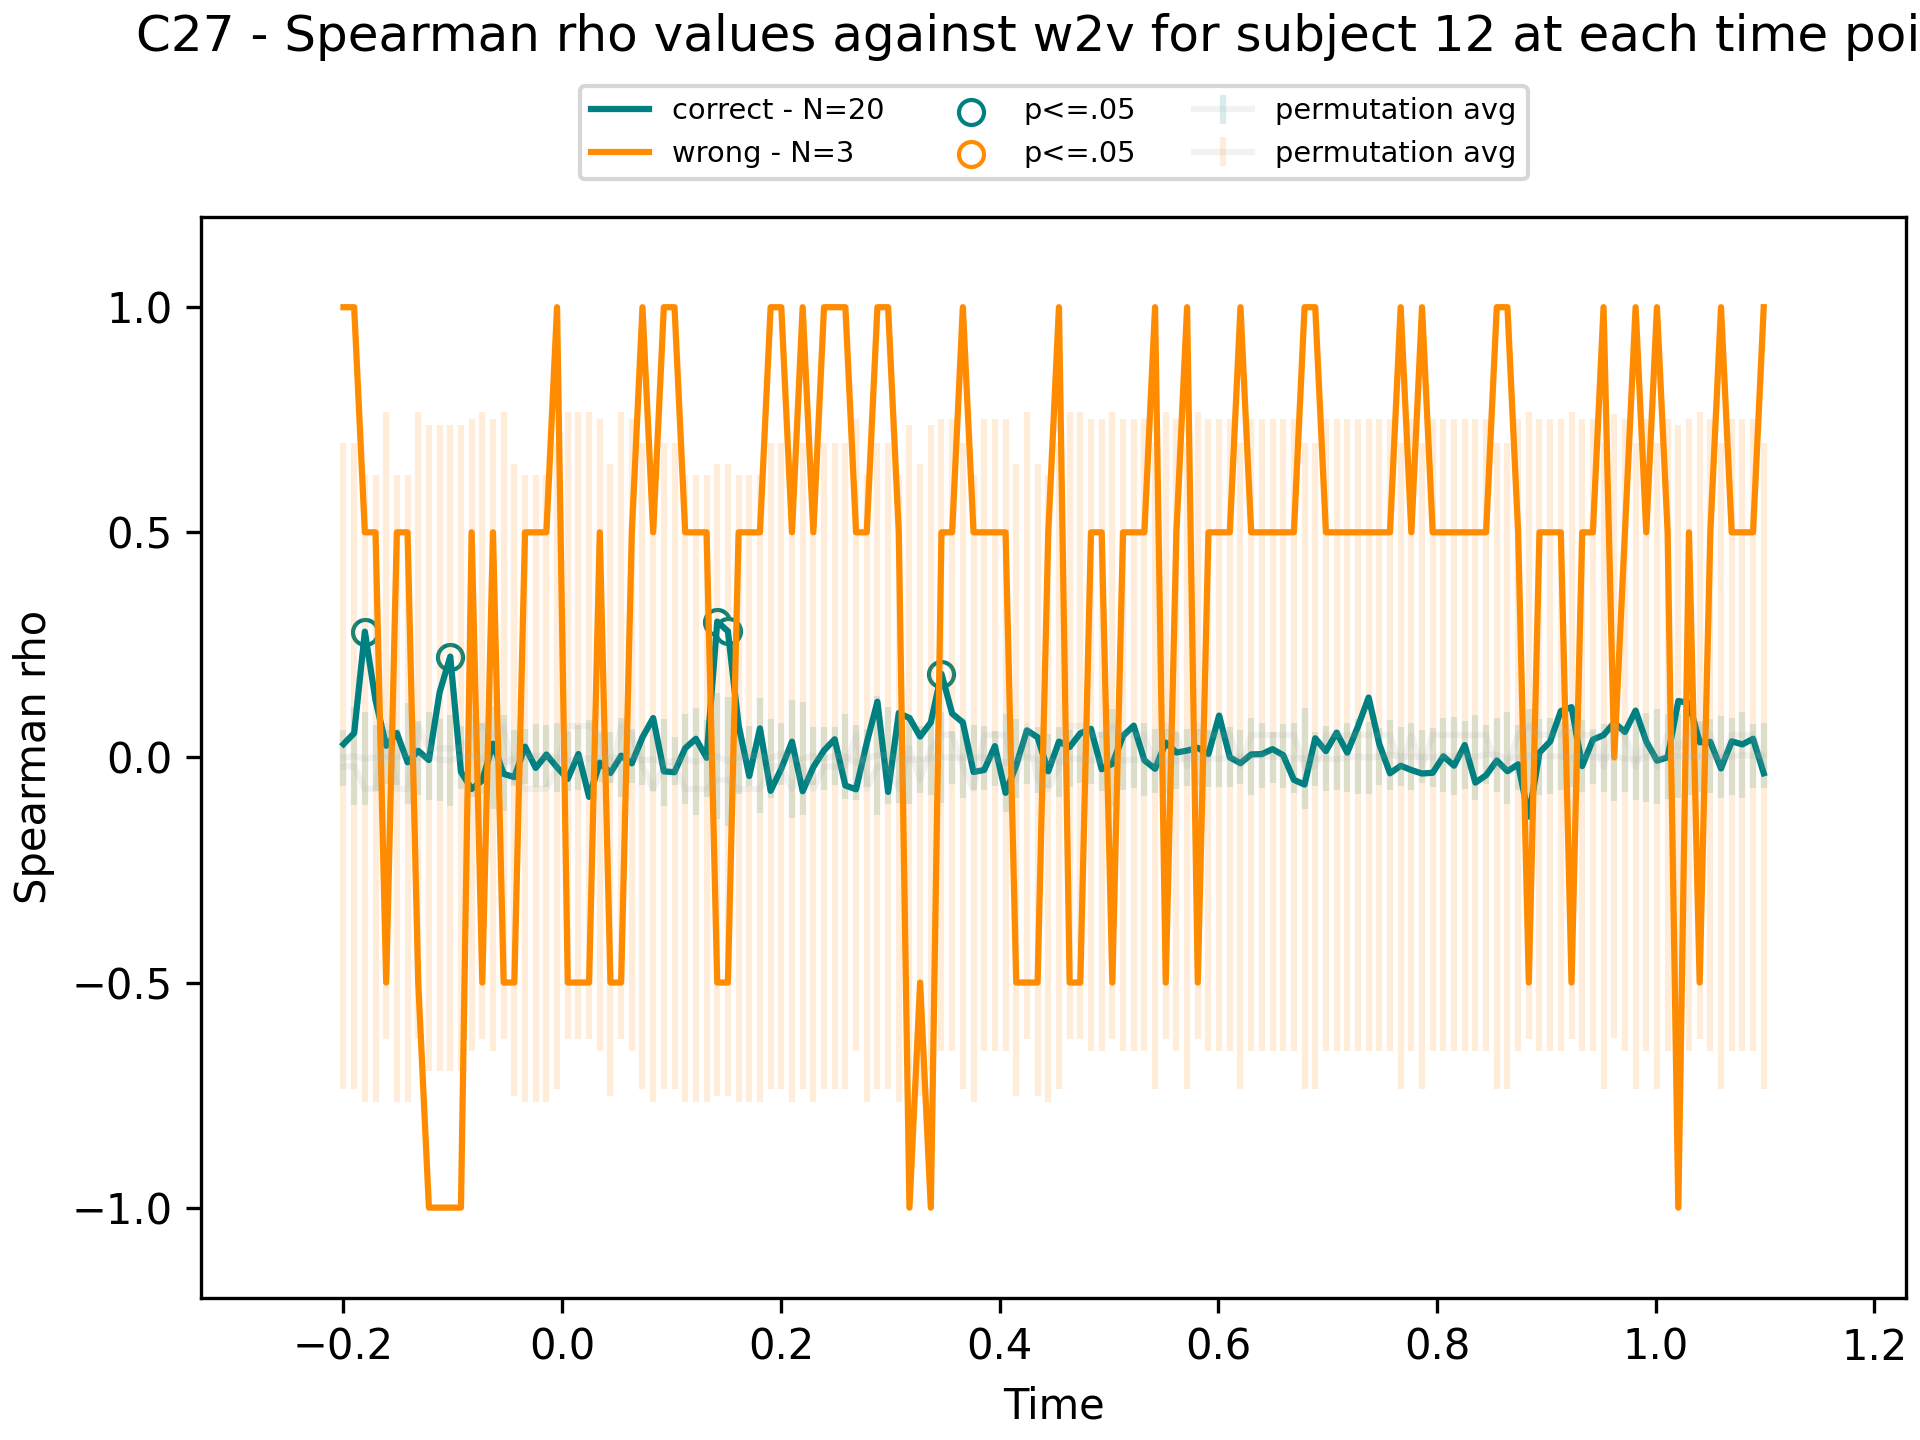 C27 - Spearman rho values against w2v for subject 12 at each time poi
correct - N=20 p<=.05 permutation avg
wrong - N=3 p<=.05 permutation avg
1.0
0.5
0.0
−0.5
−1.0
Spearman rho
−0.2 0.0 0.2 0.4 0.6 0.8 1.0 1.2
Time